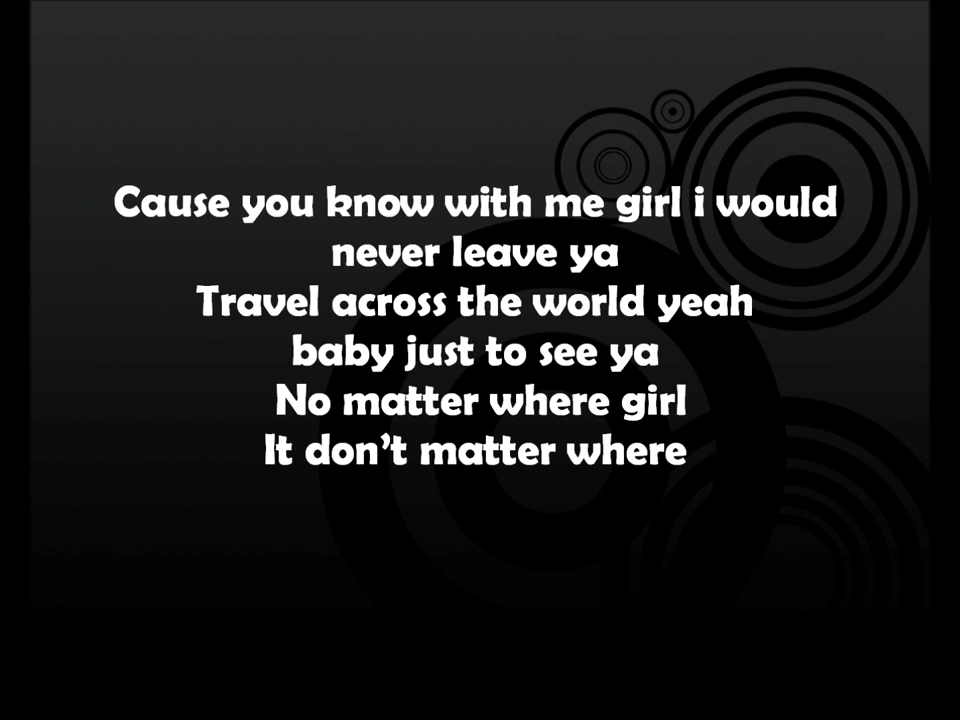 Cause you know with me girl i would
never leave ya
Travel across the world yeah
baby just to see ya
No matter where girl
It don’t matter where